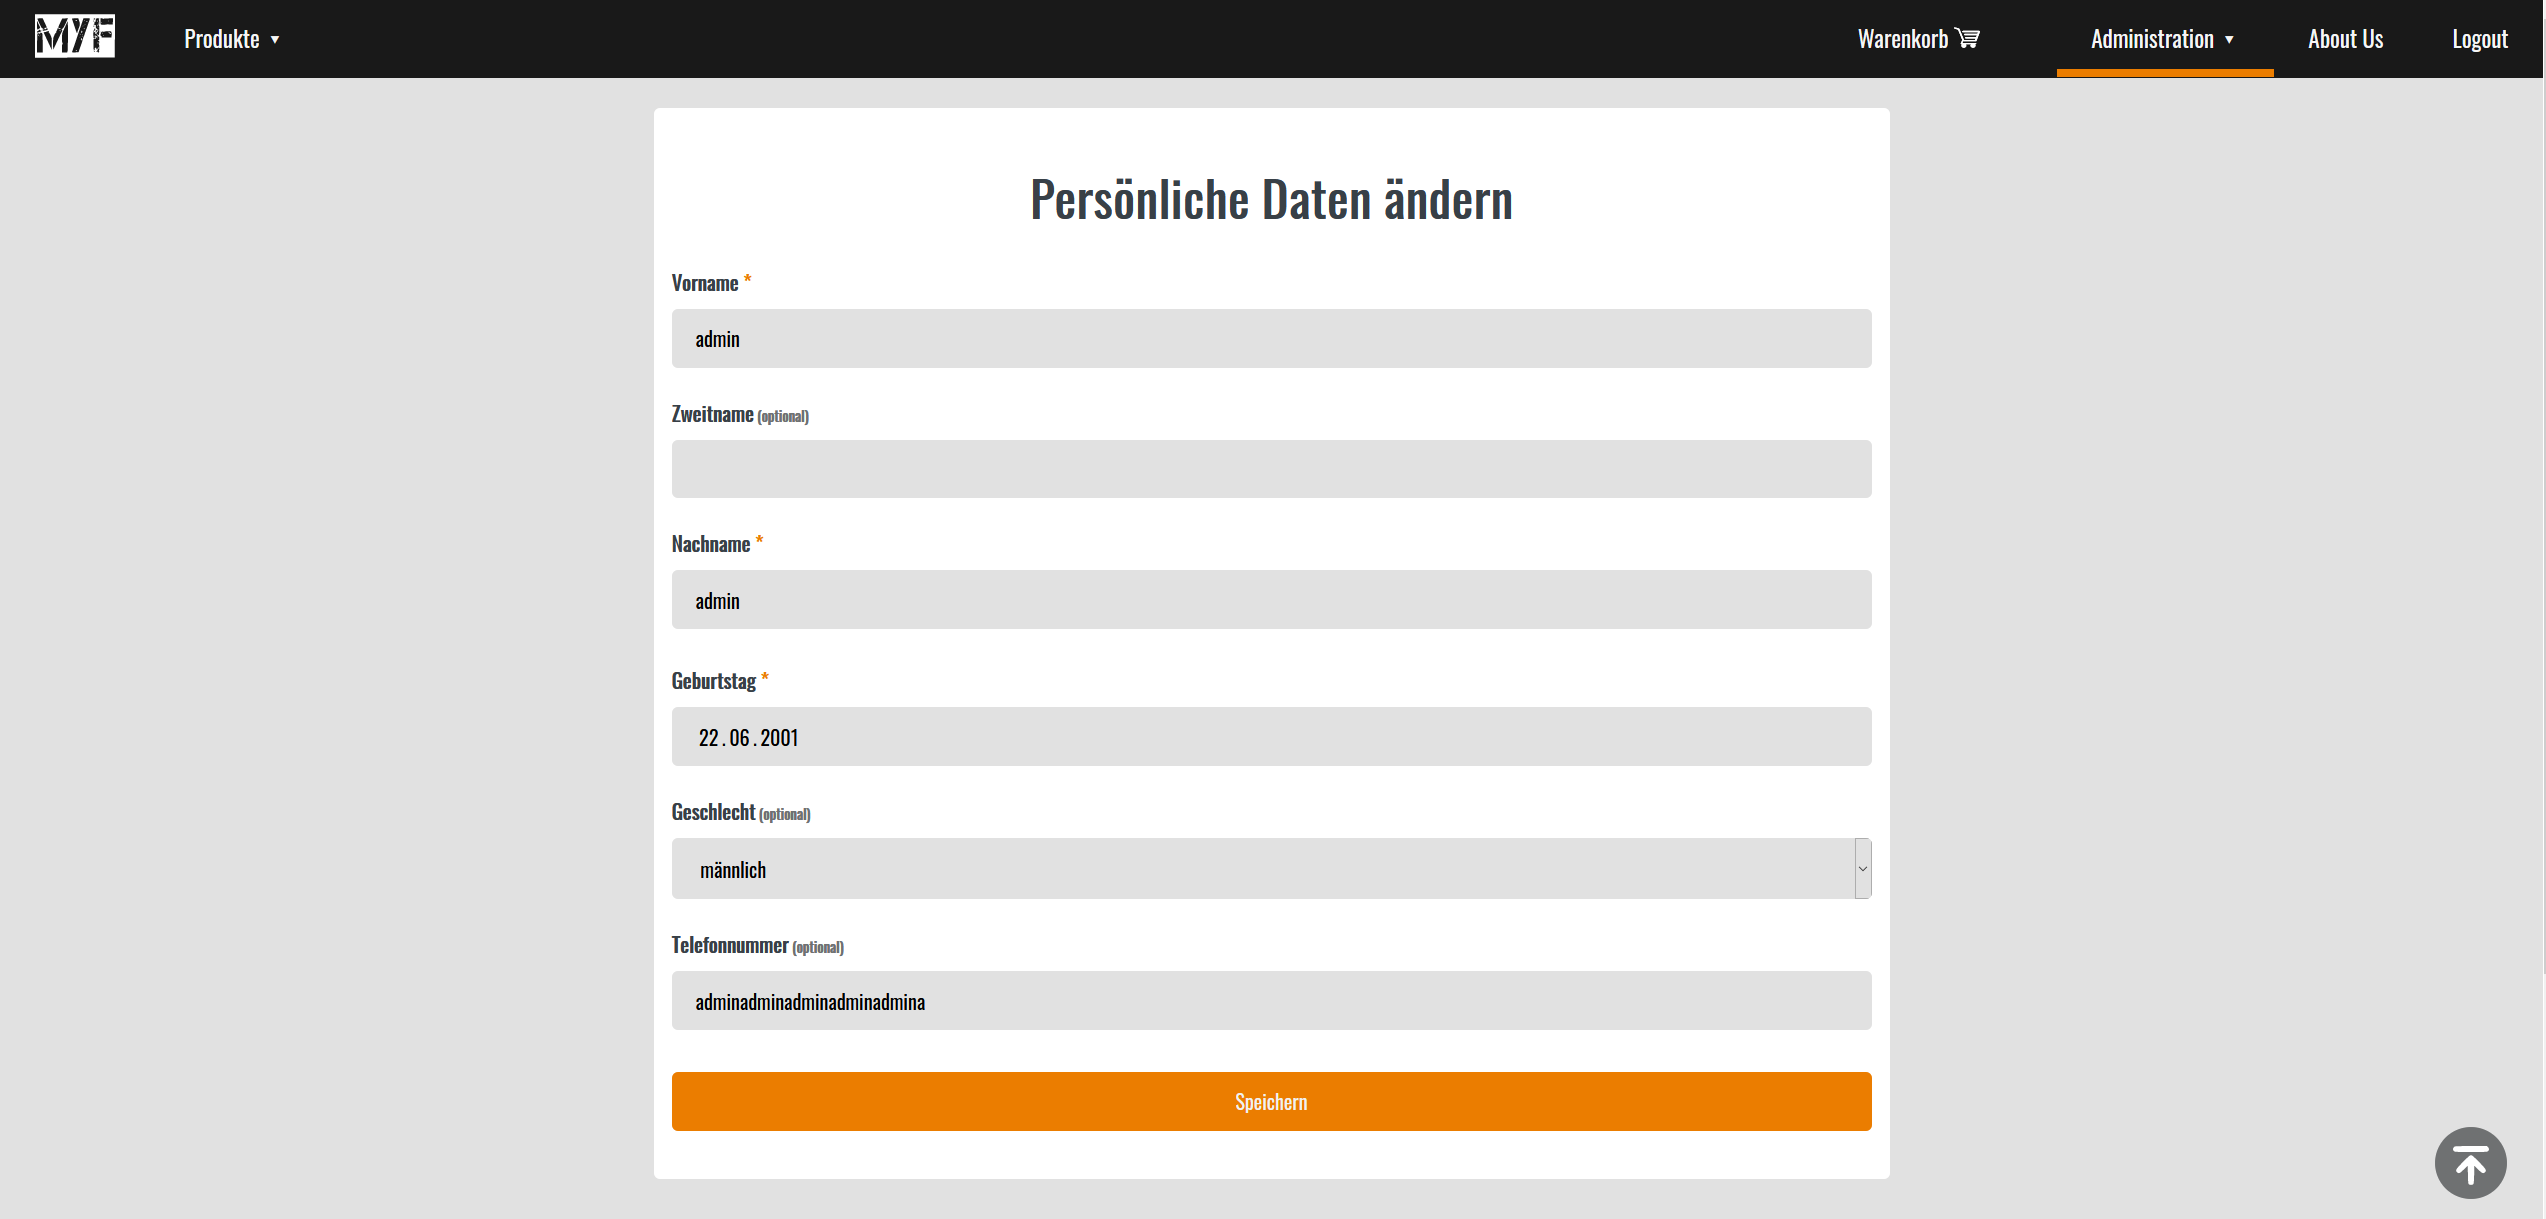 MYF Produkte ▼ Warenkorb Administration ▼ About Us Logout
Persönliche Daten ändern
Vorname *
admin
Zweitname (optional)
Nachname *
admin
Geburtstag *
22.06.2001
Geschlecht (optional)
männlich
Telefonnummer (optional)
adminadminadminadminadmina
Speichern